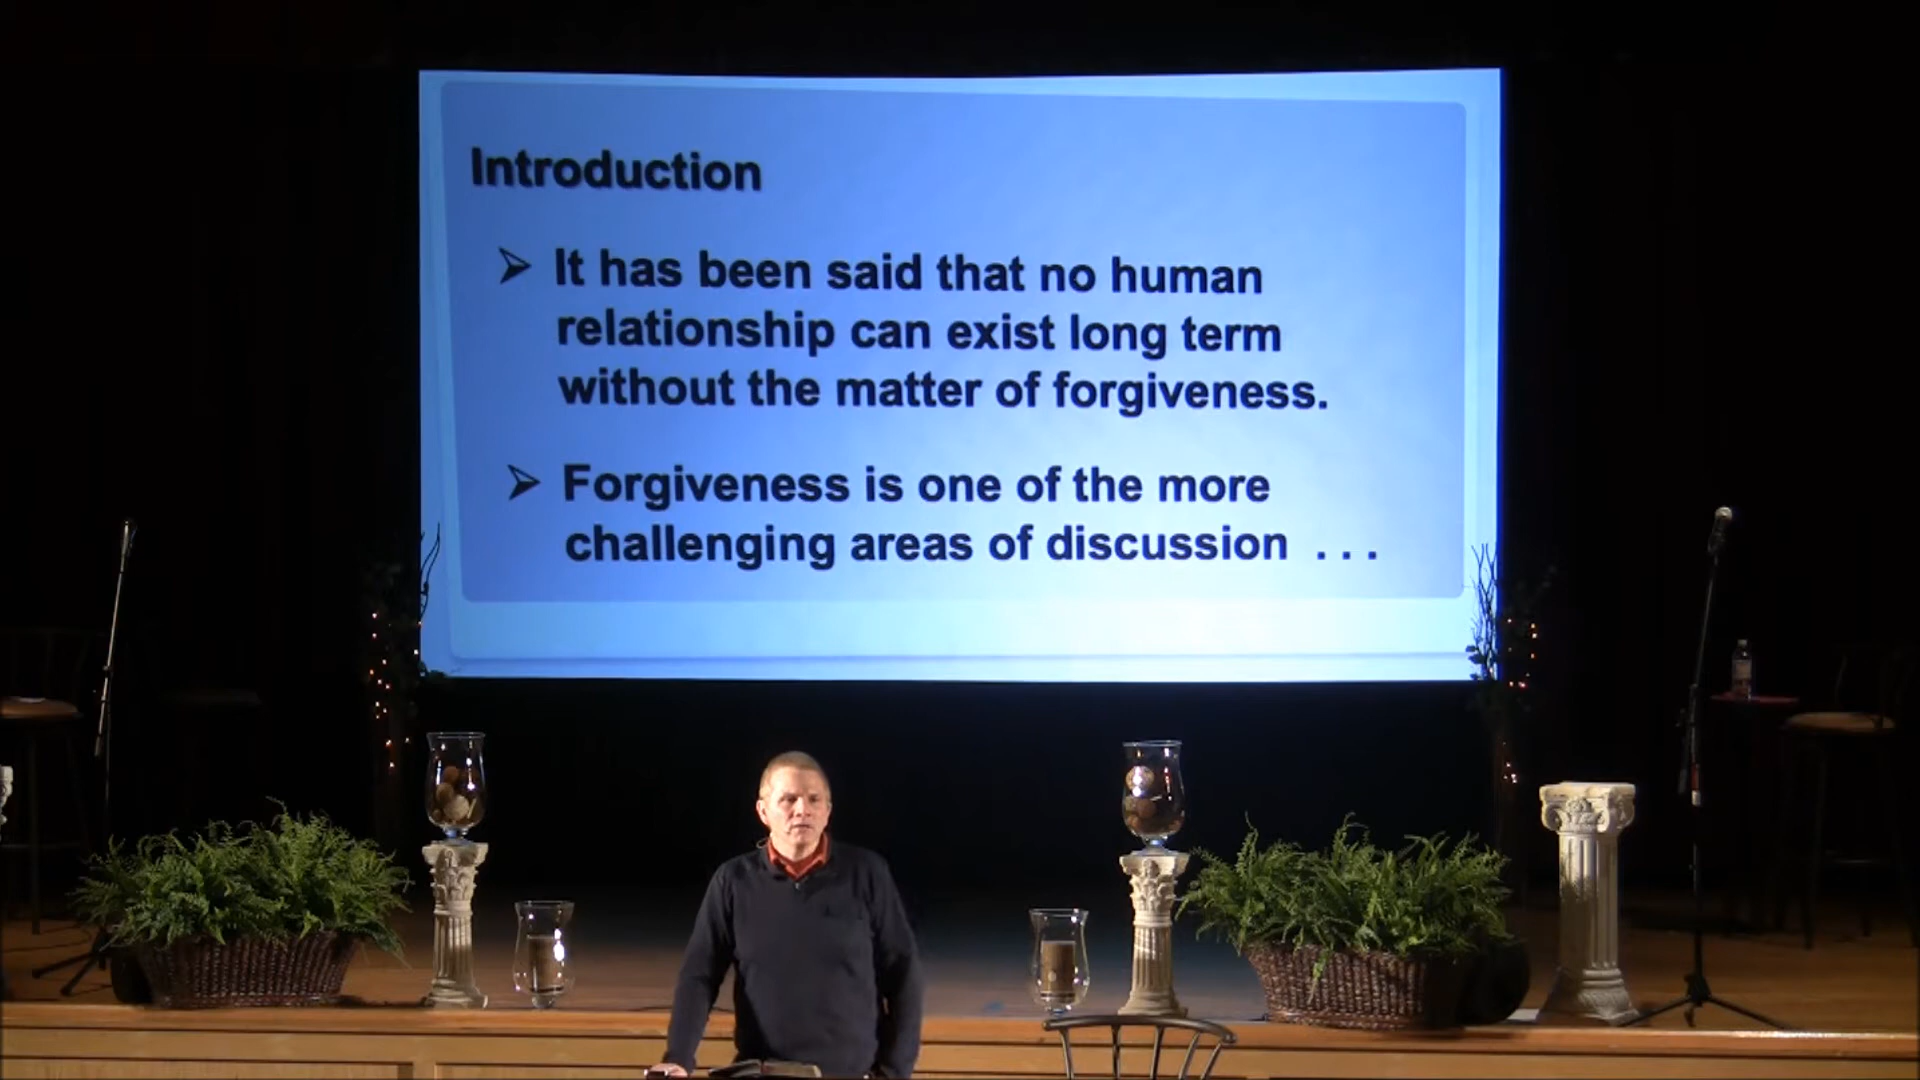 Introduction
➢ It has been said that no human
relationship can exist long term
without the matter of forgiveness.
➢ Forgiveness is one of the more
challenging areas of discussion . . .